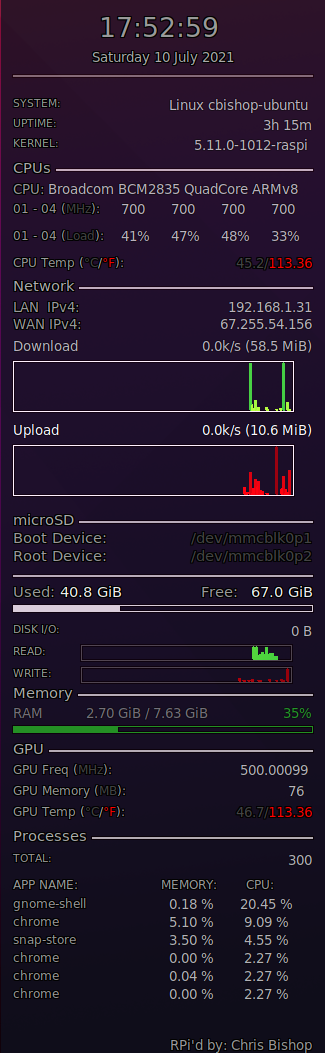 17:52:59
Saturday 10 July 2021
SYSTEM: Linux cbishop-ubuntu
UPTIME: 3h 15m
KERNEL: 5.11.0-1012-raspi
CPUs
CPU: Broadcom BCM2835 QuadCore ARMv8
01 - 04 (MHz): 700 700 700 700
01 - 04 (Load): 41% 47% 48% 33%
CPU Temp (°C/°F): 45.2/113.36
Network
LAN IPv4: 192.168.1.31
WAN IPv4: 67.255.54.156
Download 0.0k/s (58.5 MiB)
Upload 0.0k/s (10.6 MiB)
microSD
Boot Device: /dev/mmcblk0p1
Root Device: /dev/mmcblk0p2
Used: 40.8 GiB Free: 67.0 GiB
DISK I/O: 0 B
READ:
WRITE:
Memory
RAM 2.70 GiB / 7.63 GiB 35%
GPU
GPU Freq (MHz): 500.00099
GPU Memory (MB): 76
GPU Temp (°C/°F): 46.7/113.36
Processes
TOTAL: 300
APP NAME: MEMORY: CPU:
gnome-shell 0.18 % 20.45 %
chrome 5.10 % 9.09 %
snap-store 3.50 % 4.55 %
chrome 0.00 % 2.27 %
chrome 0.04 % 2.27 %
chrome 0.00 % 2.27 %
RPi'd by: Chris Bishop